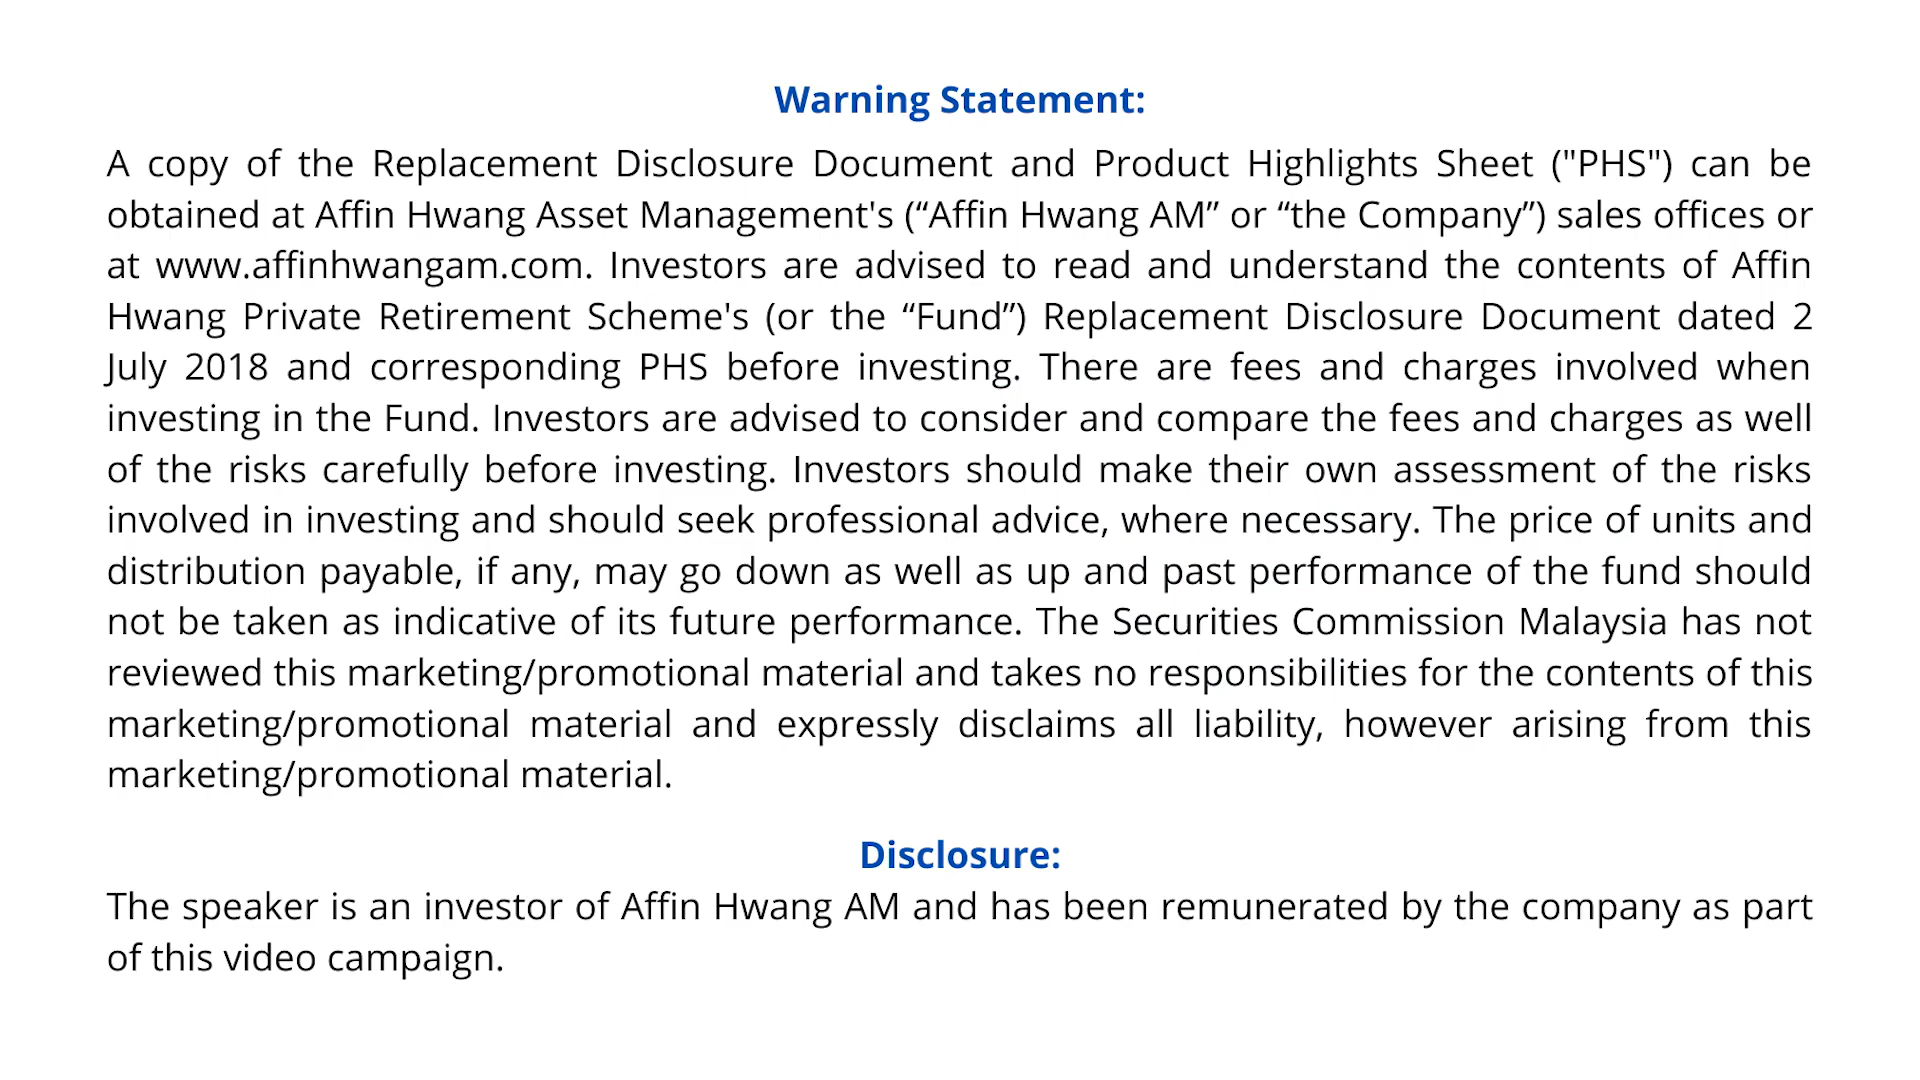 Warning Statement:
A copy of the Replacement Disclosure Document and Product Highlights Sheet ("PHS") can be
obtained at Affin Hwang Asset Management's (“Affin Hwang AM” or “the Company”) sales offices or
at www.affinhwangam.com. Investors are advised to read and understand the contents of Affin
Hwang Private Retirement Scheme's (or the “Fund”) Replacement Disclosure Document dated 2
July 2018 and corresponding PHS before investing. There are fees and charges involved when
investing in the Fund. Investors are advised to consider and compare the fees and charges as well
of the risks carefully before investing. Investors should make their own assessment of the risks
involved in investing and should seek professional advice, where necessary. The price of units and
distribution payable, if any, may go down as well as up and past performance of the fund should
not be taken as indicative of its future performance. The Securities Commission Malaysia has not
reviewed this marketing/promotional material and takes no responsibilities for the contents of this
marketing/promotional material and expressly disclaims all liability, however arising from this
marketing/promotional material.
Disclosure:
The speaker is an investor of Affin Hwang AM and has been remunerated by the company as part
of this video campaign.